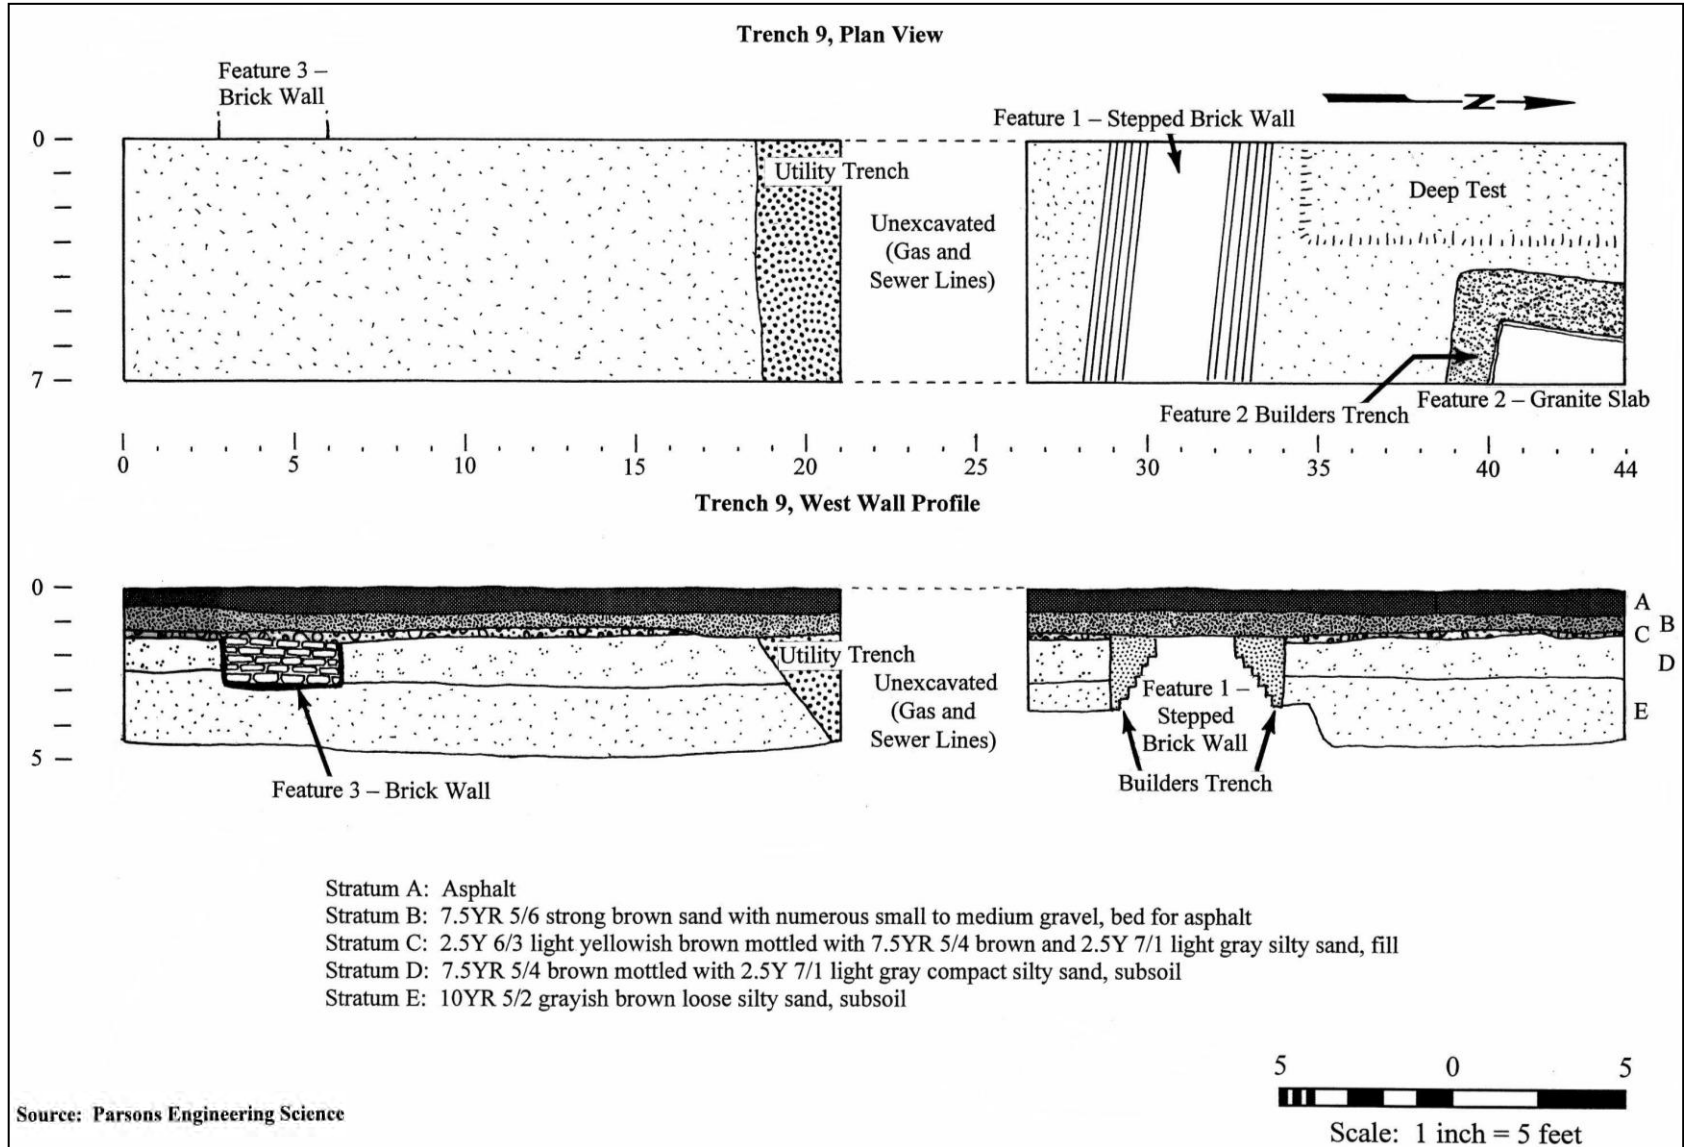 Trench 9, Plan View
Feature 3 –
Brick Wall
N
Feature 1 – Stepped Brick Wall
0
Utility Trench
Deep Test
Unexcavated
(Gas and
Sewer Lines)
7
Feature 2 Builders Trench
Feature 2 – Granite Slab
0 5 10 15 20 25 30 35 40 44
Trench 9, West Wall Profile
0
A
B
C
D
E
Utility Trench
Unexcavated
(Gas and
Sewer Lines)
Feature 1 –
Stepped
Brick Wall
5
Feature 3 – Brick Wall
Builders Trench
Stratum A: Asphalt
Stratum B: 7.5YR 5/6 strong brown sand with numerous small to medium gravel, bed for asphalt
Stratum C: 2.5Y 6/3 light yellowish brown mottled with 7.5YR 5/4 brown and 2.5Y 7/1 light gray silty sand, fill
Stratum D: 7.5YR 5/4 brown mottled with 2.5Y 7/1 light gray compact silty sand, subsoil
Stratum E: 10YR 5/2 grayish brown loose silty sand, subsoil
5 0 5
Source: Parsons Engineering Science
Scale: 1 inch = 5 feet